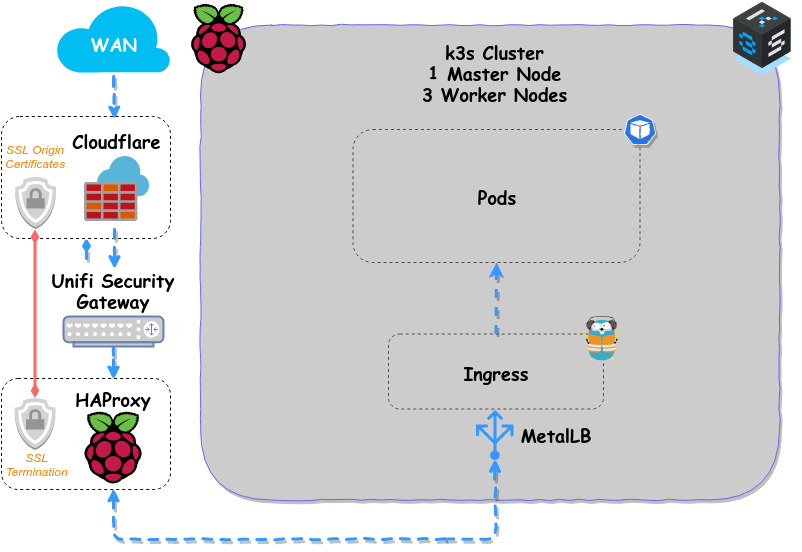 WAN
k3s Cluster
1 Master Node
3 Worker Nodes
Cloudflare
SSL Origin
Certificates
Pods
Unifi Security
Gateway
Ingress
HAProxy
MetalLB
SSL
Termination